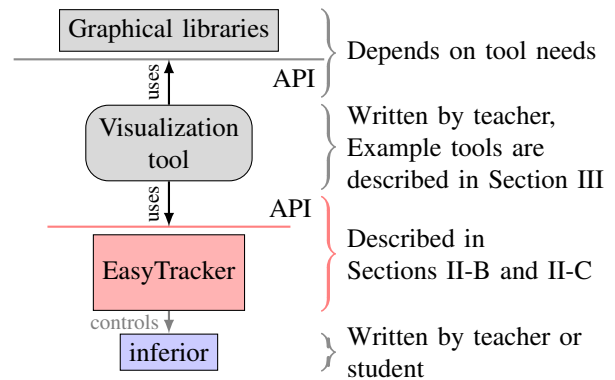 Graphical libraries
Depends on tool needs
API
uses
Visualization
tool
Written by teacher,
Example tools are
described in Section III
uses
API
EasyTracker
Described in
Sections II-B and II-C
controls
inferior
Written by teacher or
student